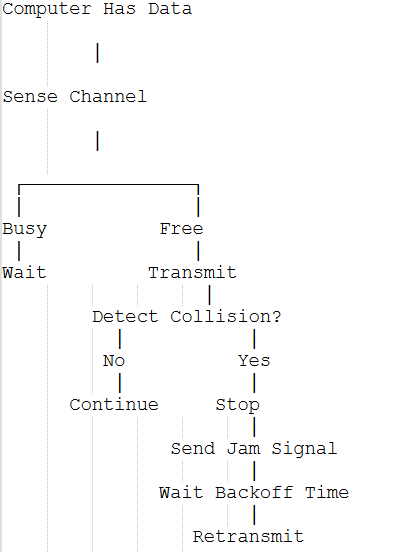 Computer Has Data
Sense Channel
Busy Free
Wait Transmit
Detect Collision?
No Yes
Continue Stop
Send Jam Signal
Wait Backoff Time
Retransmit